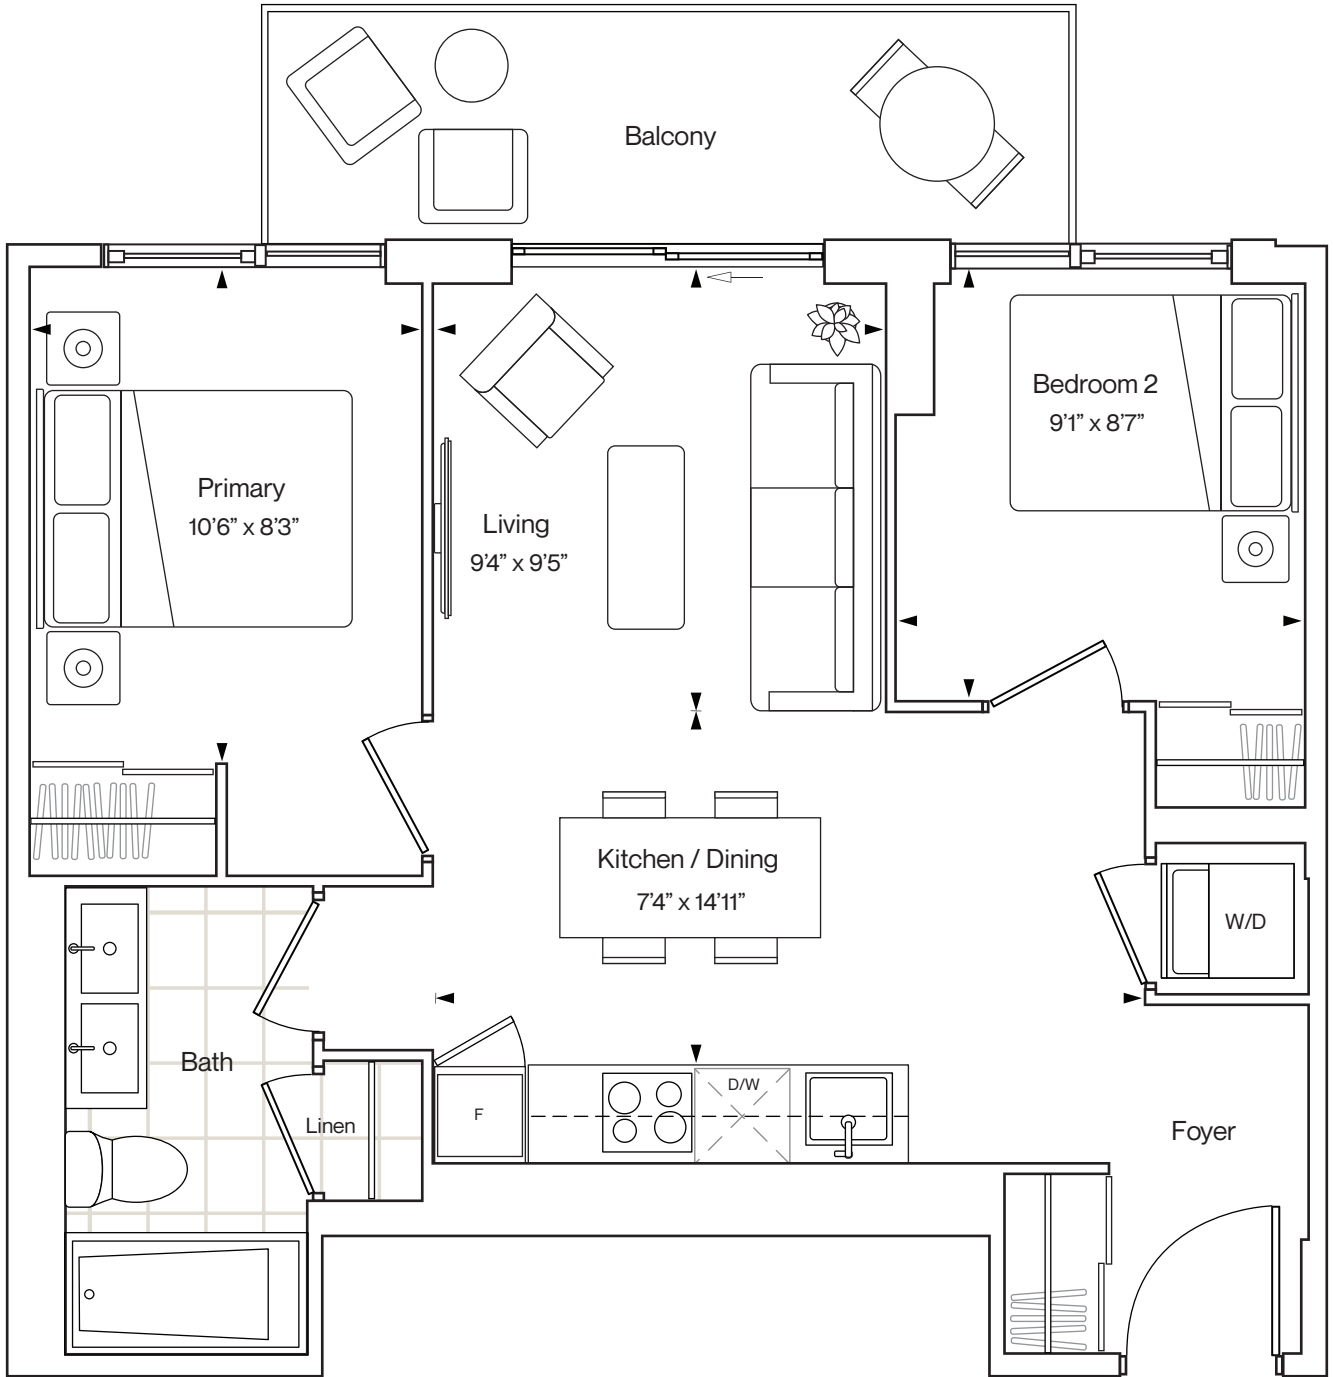 Balcony
Bedroom 2
9’1” x 8’7”
Primary
10’6” x 8’3”
Living
9’4” x 9’5”
Kitchen / Dining
7’4” x 14’11”
W/D
Bath
D/W
F
Linen
Foyer